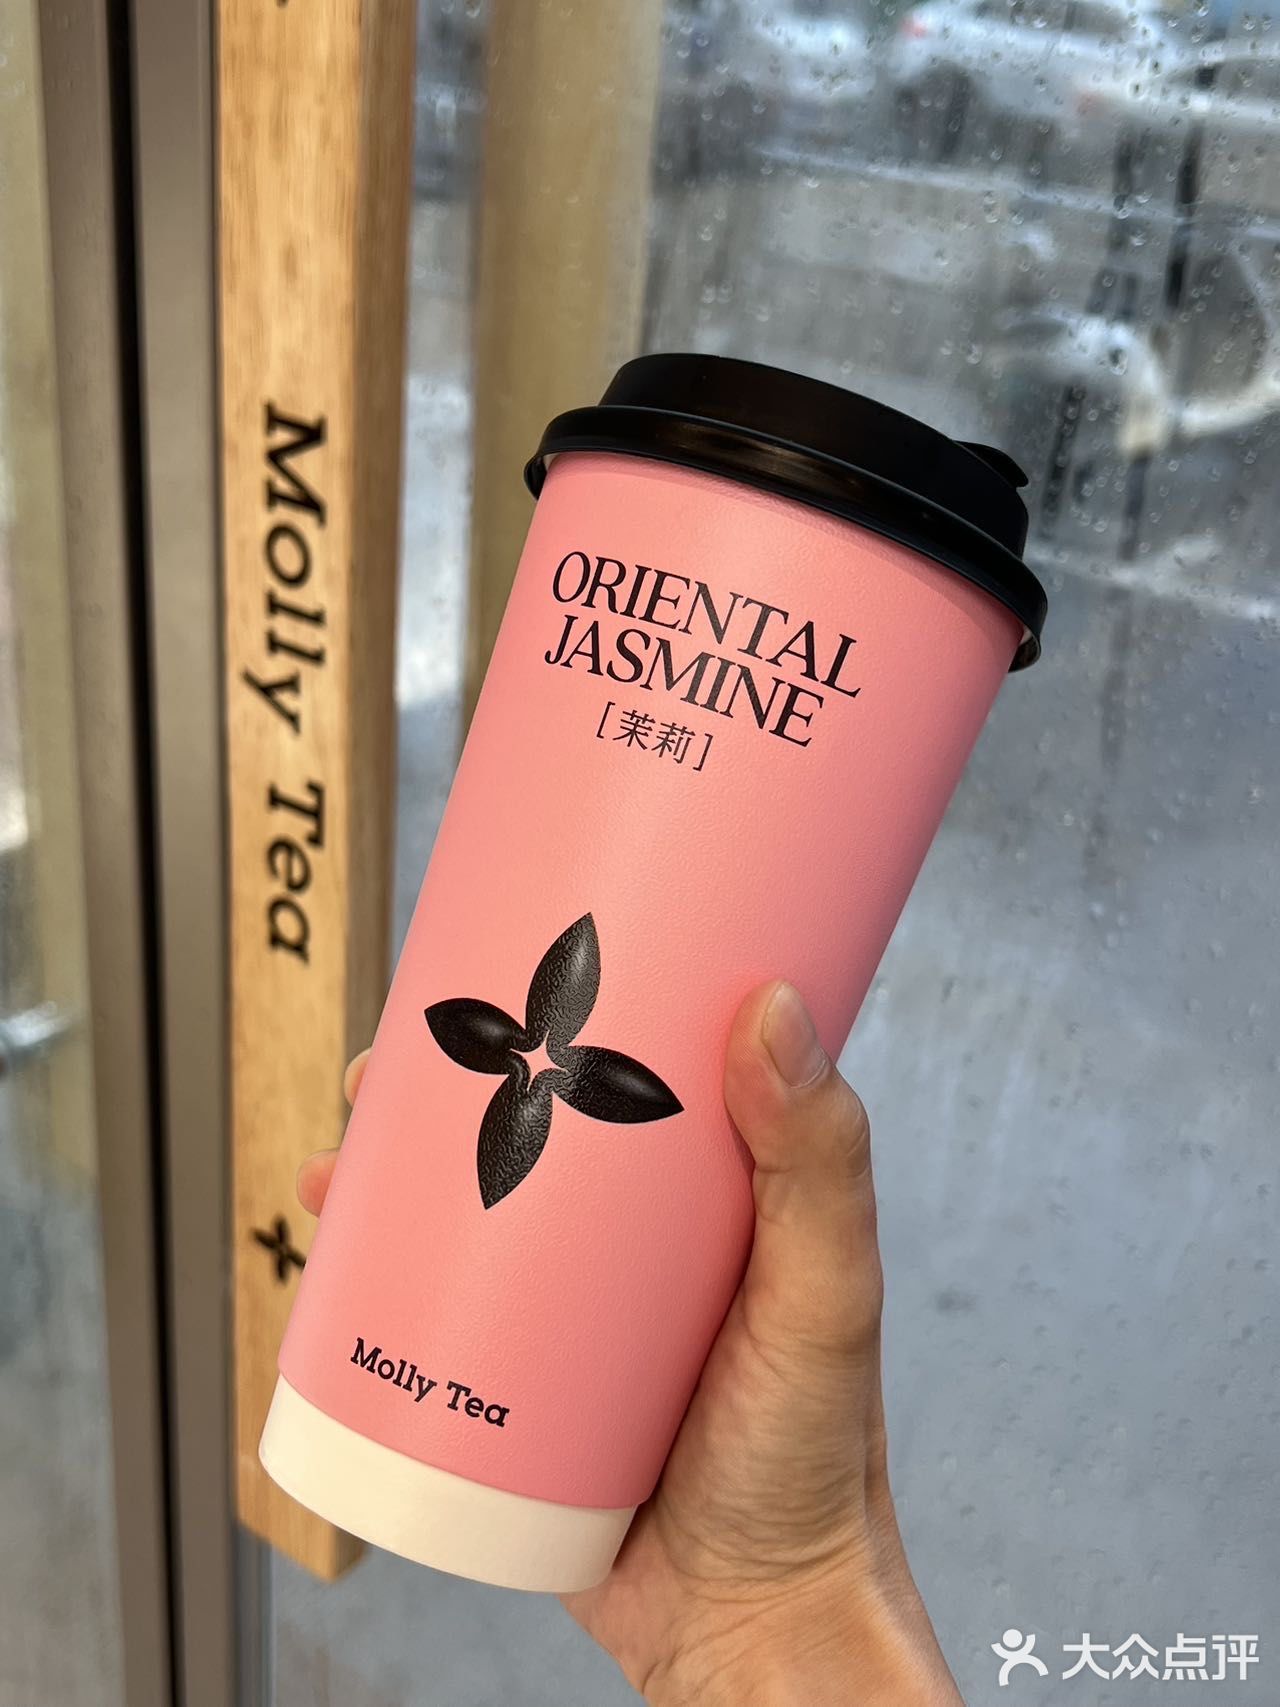 Molly Tea
ORIENTAL
JASMINE
[茉莉]
Molly Tea
大众点评